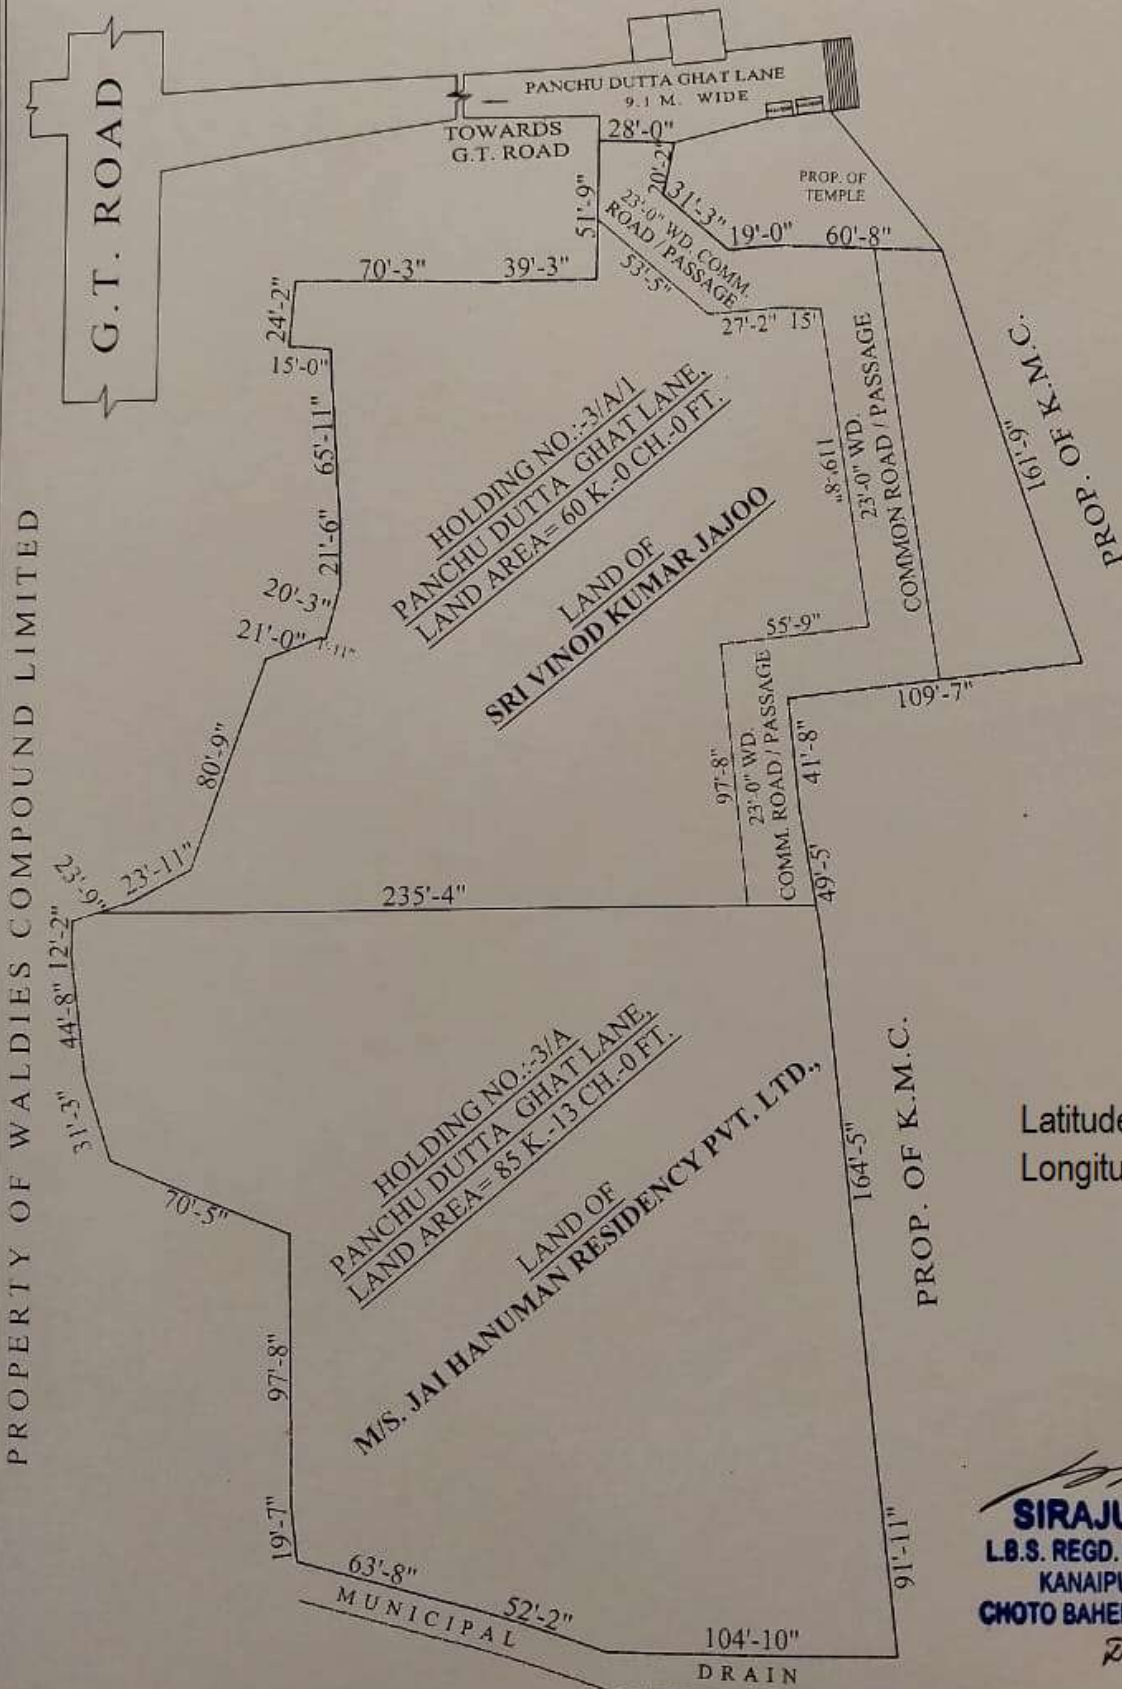 G.T. ROAD
PANCHU DUTTA GHAT LANE
9.1 M. WIDE
TOWARDS
G.T. ROAD
28'-0"
20'-2"
51'-9"
31'-3"
23'-0" WD. COMM.
ROAD / PASSAGE
53'-5"
PROP. OF
TEMPLE
19'-0"
60'-8"
27'-2"
15'
70'-3"
39'-3"
24'-2"
15'-0"
65'-11"
21'-6"
20'-3"
21'-0"
80'-9"
23'-11"
23'-9"
12'-2"
44'-8"
31'-3"
70'-5"
97'-8"
19'-7"
63'-8"
52'-2"
104'-10"
MUNICIPAL
DRAIN
HOLDING NO.:-3/A/1
PANCHU DUTTA GHAT LANE,
LAND AREA= 60 K.-0 CH.-0 FT.
LAND OF
SRI VINOD KUMAR JAJOO
119'-8"
23'-0" WD.
COMMON ROAD / PASSAGE
161'-9"
PROP. OF K.M.C.
55'-9"
109'-7"
97'-8"
23'-0" WD.
COMM. ROAD / PASSAGE
41'-8"
49'-5"
235'-4"
HOLDING NO.:-3/A
PANCHU DUTTA GHAT LANE,
LAND AREA= 85 K.-13 CH.-0 FT.
LAND OF
M/S. JAI HANUMAN RESIDENCY PVT. LTD.,
164'-5"
91'-11"
PROP. OF K.M.C.
PROPERTY OF WALDIES COMPOUND LIMITED
Latitude
Longitu
SIRAJU
L.B.S. REGD.
KANAIPU
CHOTO BAHE